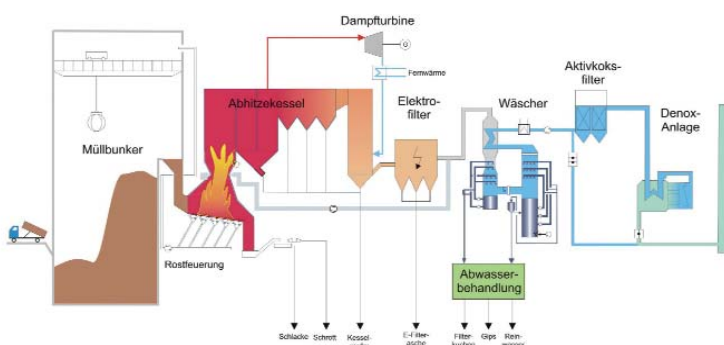 Dampfturbine
G
Fernwärme
Abhitzekessel
Müllbunker
Elektro-
filter
Wäscher
Aktivkoks-
filter
Denox-
Anlage
Rostfeuerung
Abwasser-
behandlung
Schlacke
Schrott
Kessel-
E-Filter-
asche
Filter-
kuchen
Gips
Rein-